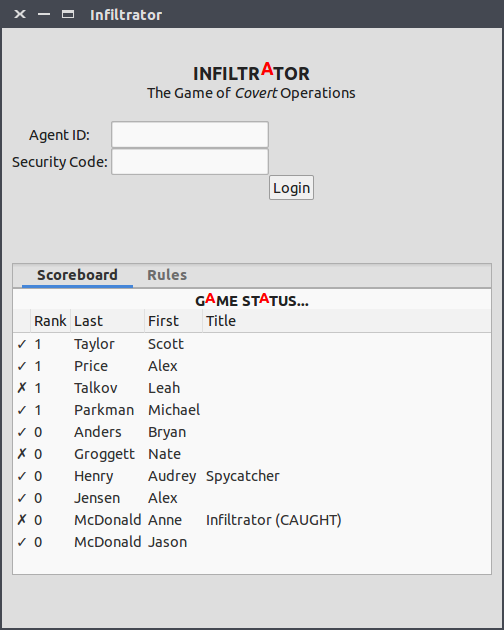 Infiltrator
INFILTRATOR
The Game of Covert Operations
Agent ID:
Security Code:
Login
Scoreboard Rules
GAME STATUS...
Rank Last First Title
✓ 1 Taylor Scott
✓ 1 Price Alex
✗ 1 Talkov Leah
✓ 1 Parkman Michael
✓ 0 Anders Bryan
✗ 0 Groggett Nate
✓ 0 Henry Audrey Spycatcher
✓ 0 Jensen Alex
✗ 0 McDonald Anne Infiltrator (CAUGHT)
✓ 0 McDonald Jason